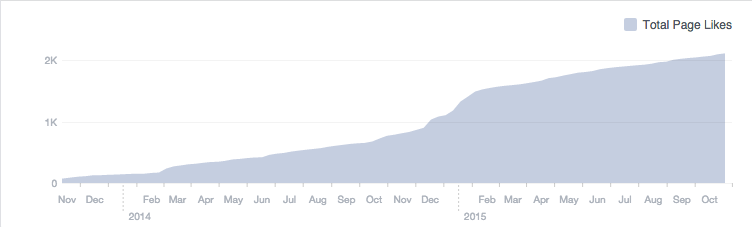 Total Page Likes
2K
1K
0
Nov Dec Feb Mar Apr May Jun Jul Aug Sep Oct Nov Dec Feb Mar Apr May Jun Jul Aug Sep Oct
2014 2015